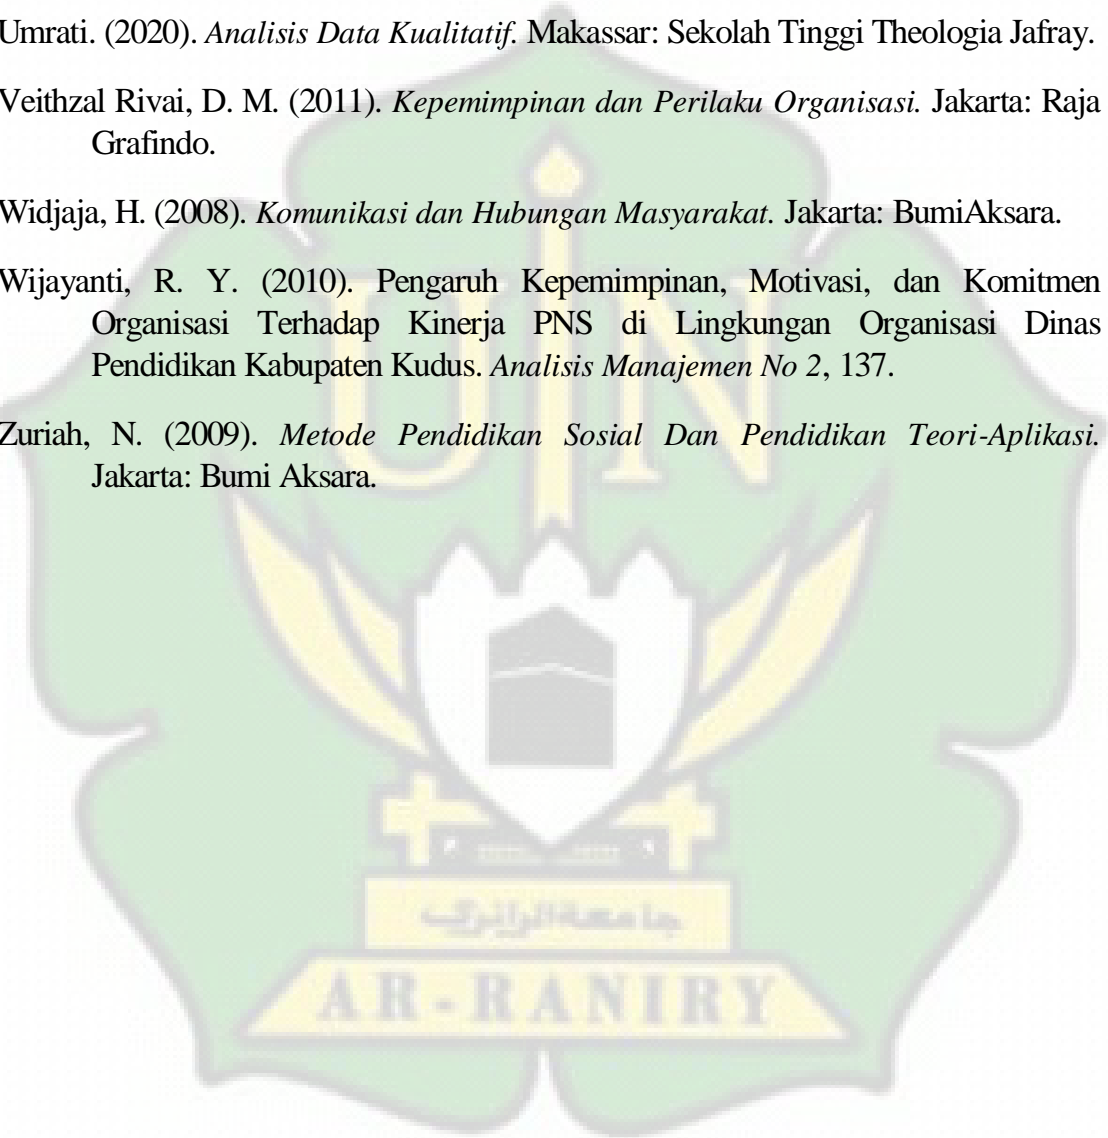 Umrati. (2020). Analisis Data Kualitatif. Makassar: Sekolah Tinggi Theologia Jafray.
Veithzal Rivai, D. M. (2011). Kepemimpinan dan Perilaku Organisasi. Jakarta: Raja
Grafindo.
Widjaja, H. (2008). Komunikasi dan Hubungan Masyarakat. Jakarta: BumiAksara.
Wijayanti, R. Y. (2010). Pengaruh Kepemimpinan, Motivasi, dan Komitmen
Organisasi Terhadap Kinerja PNS di Lingkungan Organisasi Dinas
Pendidikan Kabupaten Kudus. Analisis Manajemen No 2, 137.
Zuriah, N. (2009). Metode Pendidikan Sosial Dan Pendidikan Teori-Aplikasi.
Jakarta: Bumi Aksara.
UIN
جامعة الرانيري
AR-RANIRY